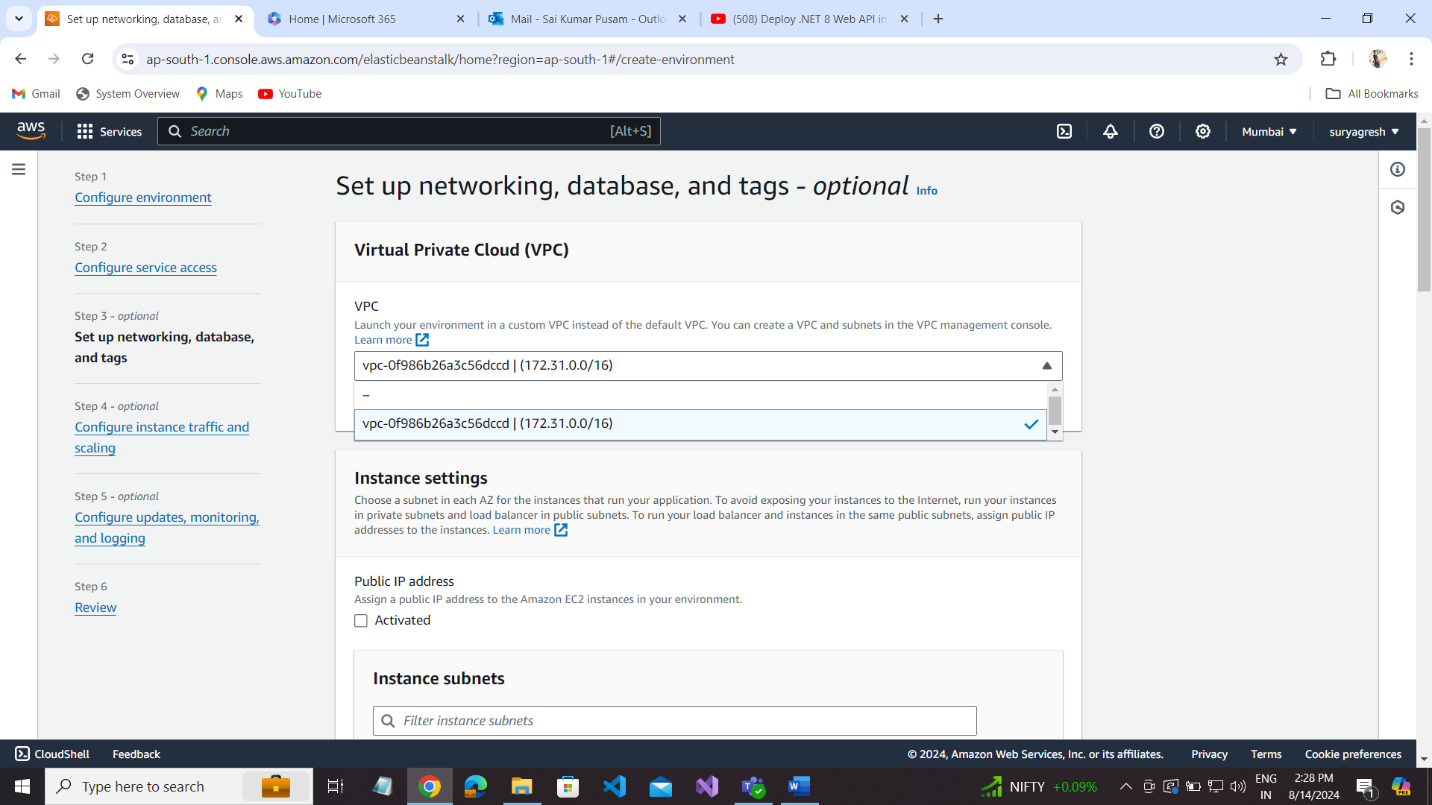 Set up networking, database, an
Home | Microsoft 365
Mail - Sai Kumar Pusam - Outlo
(508) Deploy .NET 8 Web API in
ap-south-1.console.aws.amazon.com/elasticbeanstalk/home?region=ap-south-1#/create-environment
Gmail
System Overview
Maps
YouTube
All Bookmarks
aws
Services
Search
[Alt+S]
Mumbai
suryagresh
Step 1
Configure environment
Step 2
Configure service access
Step 3 - optional
Set up networking, database,
and tags
Step 4 - optional
Configure instance traffic and
scaling
Step 5 - optional
Configure updates, monitoring,
and logging
Step 6
Review
Set up networking, database, and tags - optional Info
Virtual Private Cloud (VPC)
VPC
Launch your environment in a custom VPC instead of the default VPC. You can create a VPC and subnets in the VPC management console.
Learn more
vpc-0f986b26a3c56dccd | (172.31.0.0/16)
–
vpc-0f986b26a3c56dccd | (172.31.0.0/16)
Instance settings
Choose a subnet in each AZ for the instances that run your application. To avoid exposing your instances to the Internet, run your instances
in private subnets and load balancer in public subnets. To run your load balancer and instances in the same public subnets, assign public IP
addresses to the instances. Learn more
Public IP address
Assign a public IP address to the Amazon EC2 instances in your environment.
Activated
Instance subnets
Filter instance subnets
CloudShell
Feedback
© 2024, Amazon Web Services, Inc. or its affiliates.
Privacy
Terms
Cookie preferences
Type here to search
NIFTY +0.09%
ENG
IN
2:28 PM
8/14/2024
1